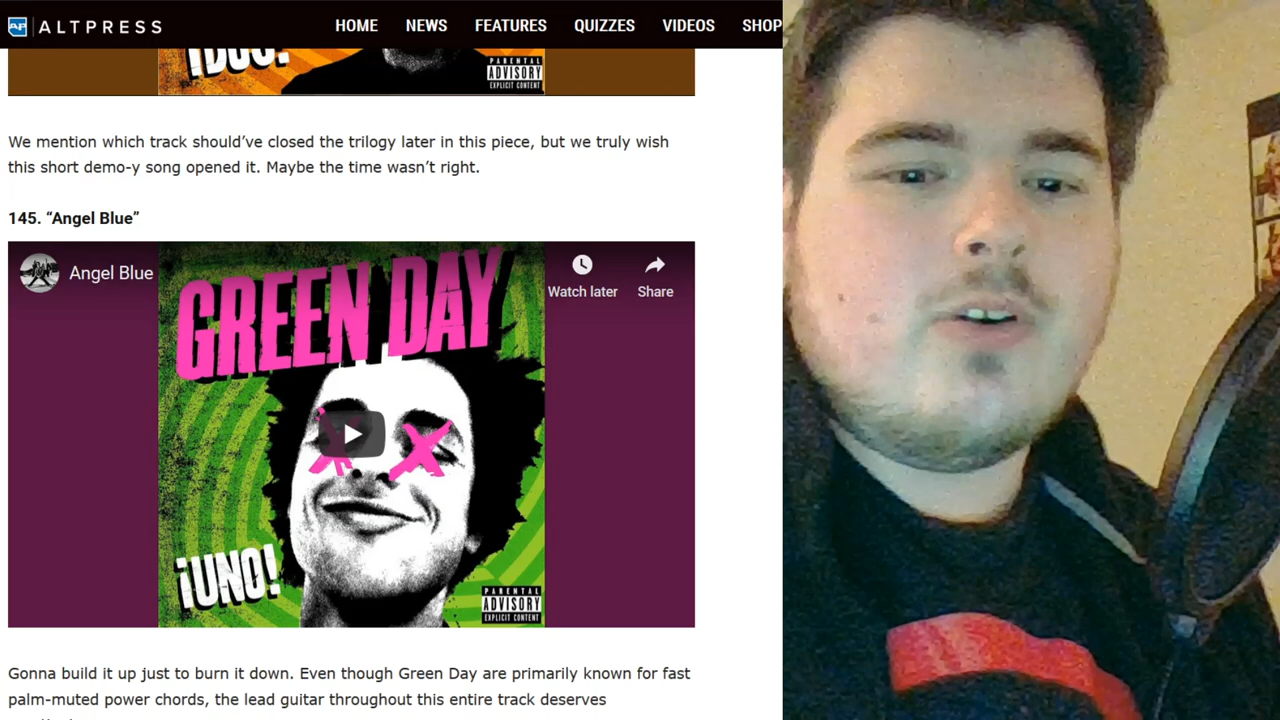 AP ALTPRESS HOME NEWS FEATURES QUIZZES VIDEOS SHOP
¡DOS!
PARENTAL
ADVISORY
EXPLICIT CONTENT
We mention which track should’ve closed the trilogy later in this piece, but we truly wish
this short demo-y song opened it. Maybe the time wasn’t right.
145. “Angel Blue”
Angel Blue
Watch later
Share
GREEN DAY
¡UNO!
PARENTAL
ADVISORY
EXPLICIT CONTENT
Gonna build it up just to burn it down. Even though Green Day are primarily known for fast
palm-muted power chords, the lead guitar throughout this entire track deserves